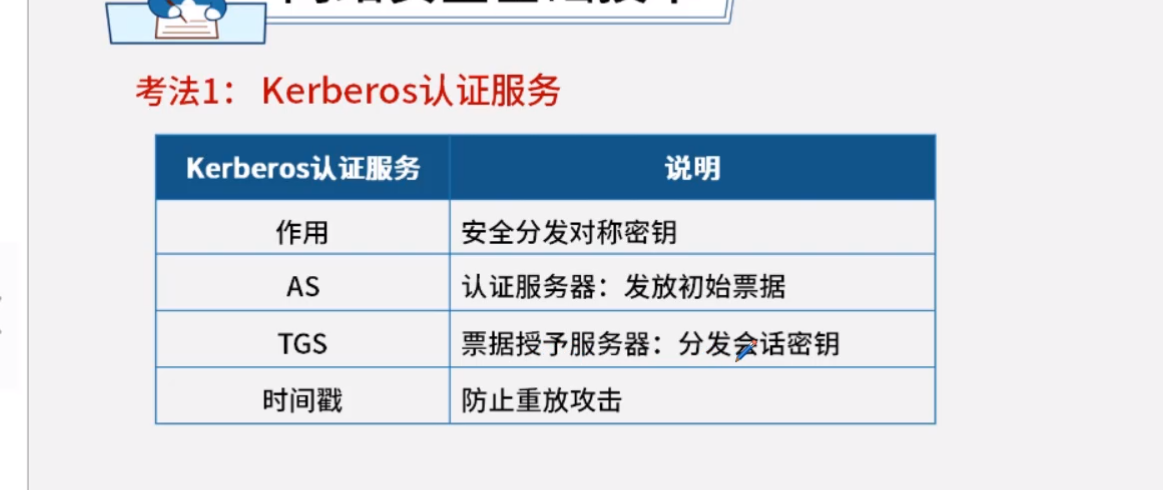 考法1： Kerberos认证服务
Kerberos认证服务 说明
作用 安全分发对称密钥
AS 认证服务器：发放初始票据
TGS 票据授予服务器：分发会话密钥
时间戳 防止重放攻击